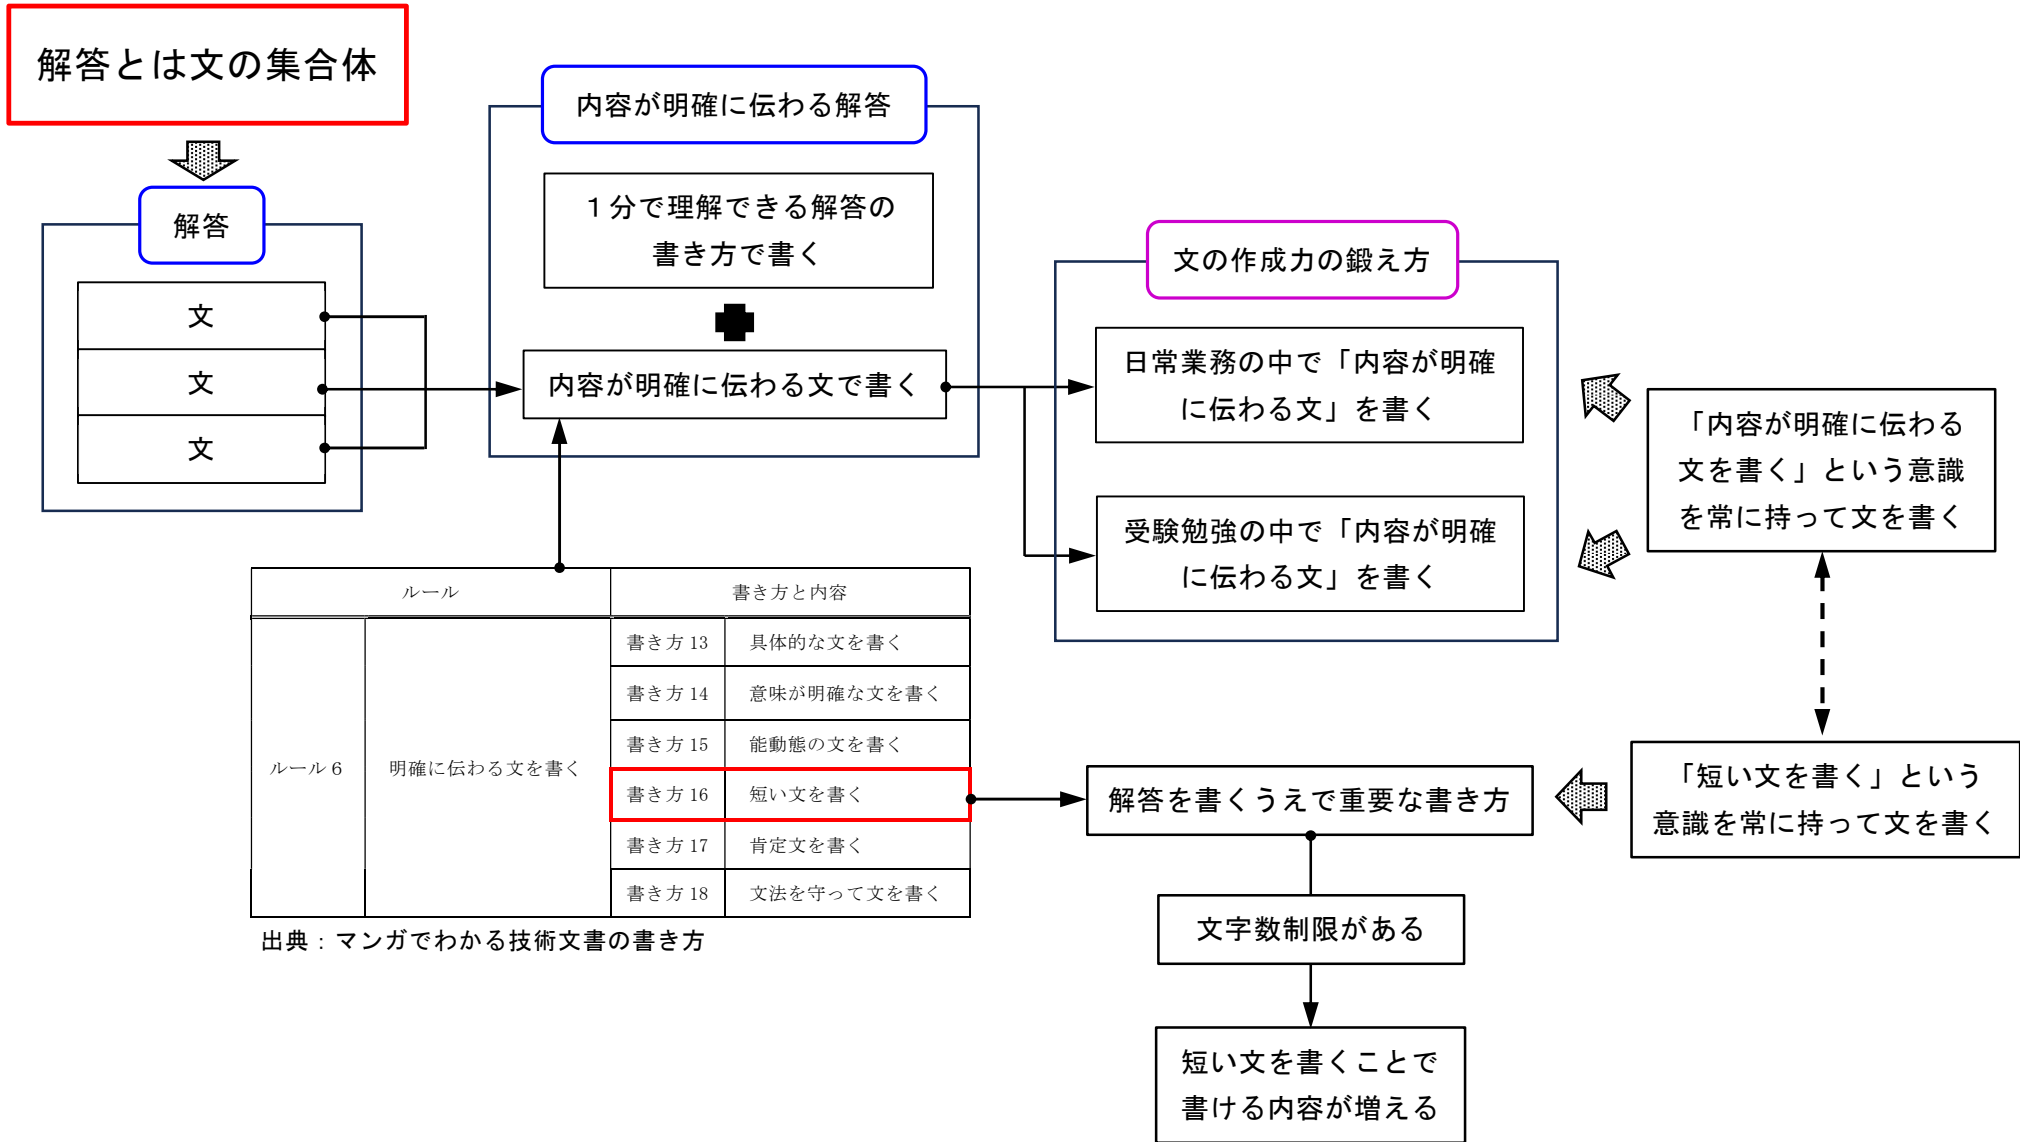 解答とは文の集合体
解答
文
文
文
内容が明確に伝わる解答
１分で理解できる解答の
書き方で書く
内容が明確に伝わる文で書く
文の作成力の鍛え方
日常業務の中で「内容が明確
に伝わる文」を書く
受験勉強の中で「内容が明確
に伝わる文」を書く
「内容が明確に伝わる
文を書く」という意識
を常に持って文を書く
ルール
書き方と内容
ルール６
明確に伝わる文を書く
書き方 13
具体的な文を書く
書き方 14
意味が明確な文を書く
書き方 15
能動態の文を書く
書き方 16
短い文を書く
書き方 17
肯定文を書く
書き方 18
文法を守って文を書く
出典：マンガでわかる技術文書の書き方
解答を書くうえで重要な書き方
「短い文を書く」という
意識を常に持って文を書く
文字数制限がある
短い文を書くことで
書ける内容が増える